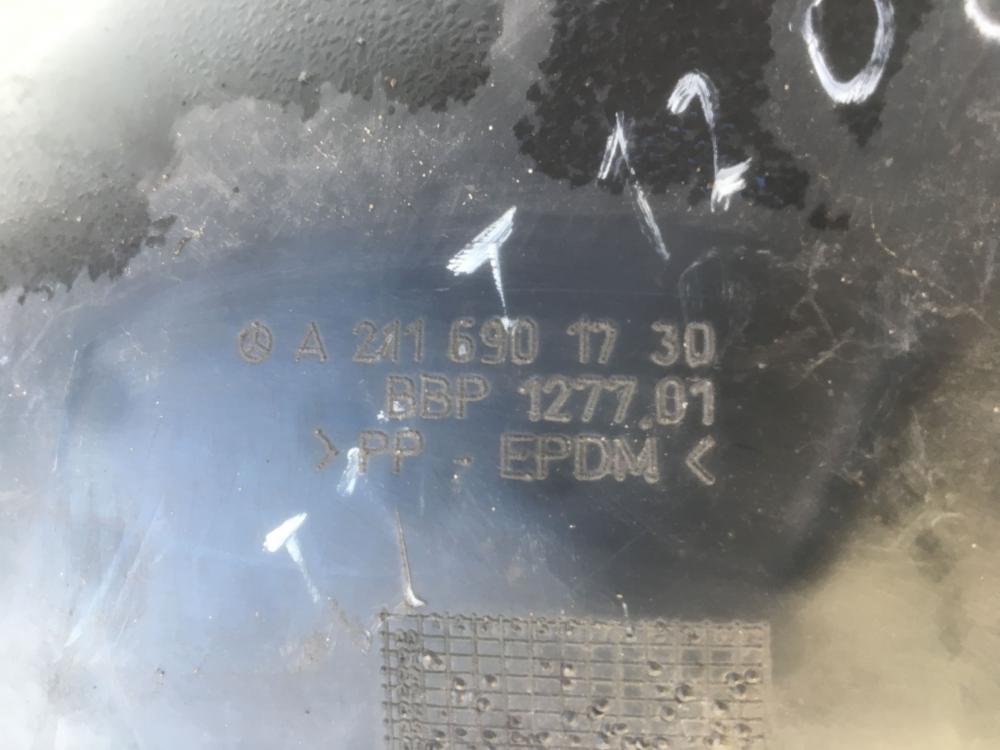 A 211 690 17 30
BBP 1277.01
>PP - EPDM<